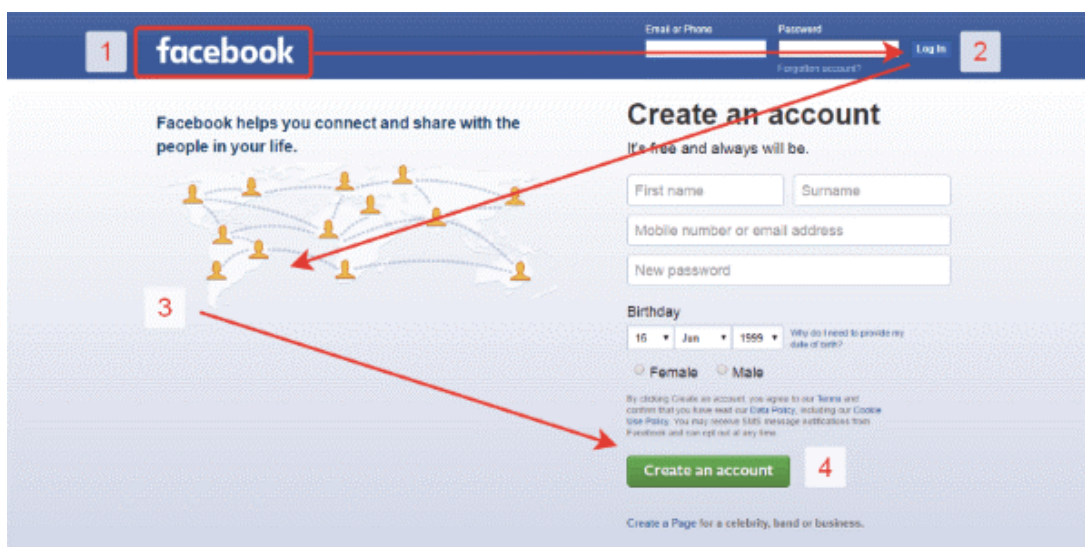 1
facebook
Email or Phone
Password
Log In
2
Forgotten account?
Facebook helps you connect and share with the
people in your life.
Create an account
It's free and always will be.
First name
Surname
Mobile number or email address
New password
3
Birthday
16
Jun
1999
Why do I need to provide my
date of birth?
Female
Male
By clicking Create an account, you agree to our Terms and
confirm that you have read our Data Policy, including our Cookie
Use Policy. You may receive SMS message notifications from
Facebook and can opt out at any time.
Create an account
4
Create a Page for a celebrity, band or business.